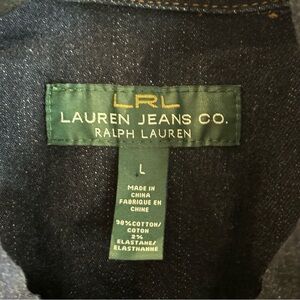 LRL
LAUREN JEANS CO.
RALPH LAUREN
L
MADE IN
CHINA
FABRIQUE EN
CHINE
98% COTTON/
COTON
2%
ELASTANE/
ELASTHANNE